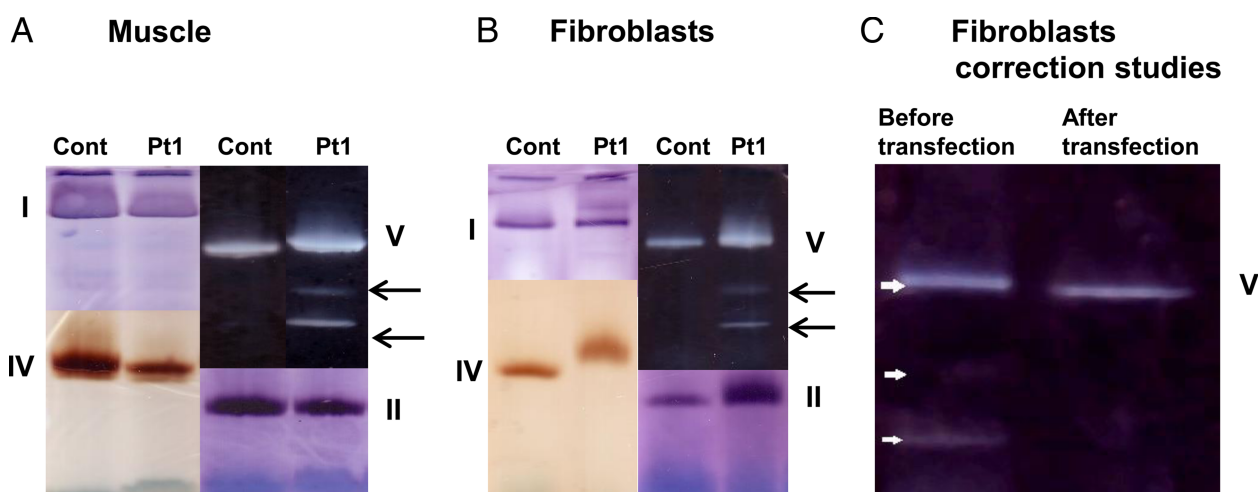 A Muscle
Cont Pt1 Cont Pt1
I
V
IV
II
B Fibroblasts
Cont Pt1 Cont Pt1
I
V
IV
II
C Fibroblasts
correction studies
Before After
transfection transfection
V